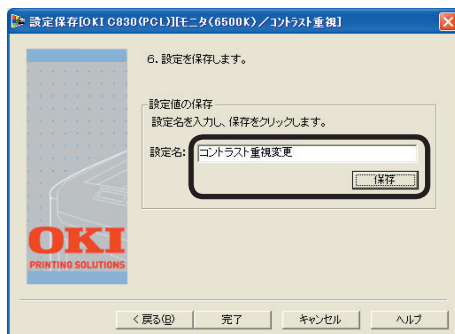 設定保存[OKI C830(PCL)][モニタ(6500K)／コントラスト重視]
6. 設定を保存します。
設定値の保存
設定名を入力し、保存をクリックします。
設定名: コントラスト重視変更
保存
OKI
PRINTING SOLUTIONS
< 戻る(B) 完了 キャンセル ヘルプ